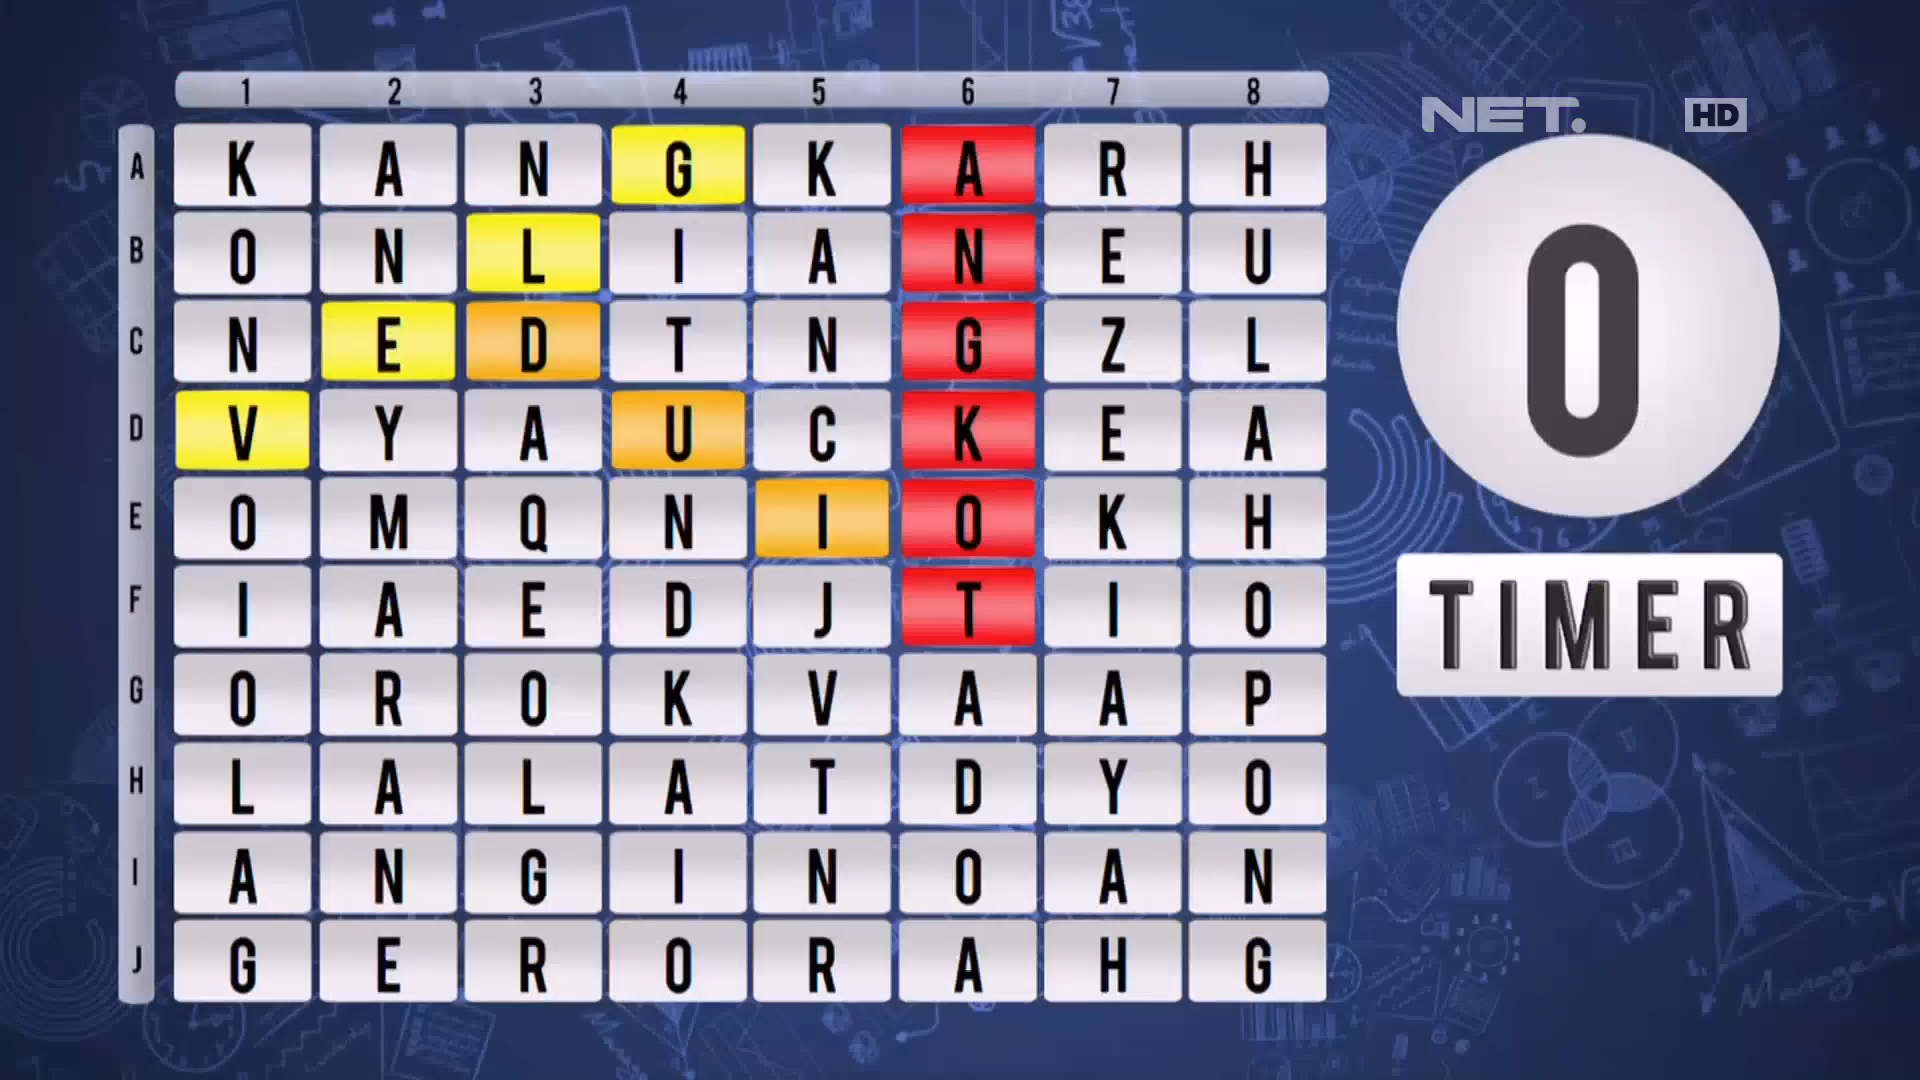 1 2 3 4 5 6 7 8
NET. HD
A K A N G K A R H
B O N L I A N E U
C N E D T N G Z L
D V Y A U C K E A
E O M Q N I O K H
F I A E D J T I O
G O R O K V A A P
H L A L A T D Y O
I A N G I N O A N
J G E R O R A H G
0
TIMER